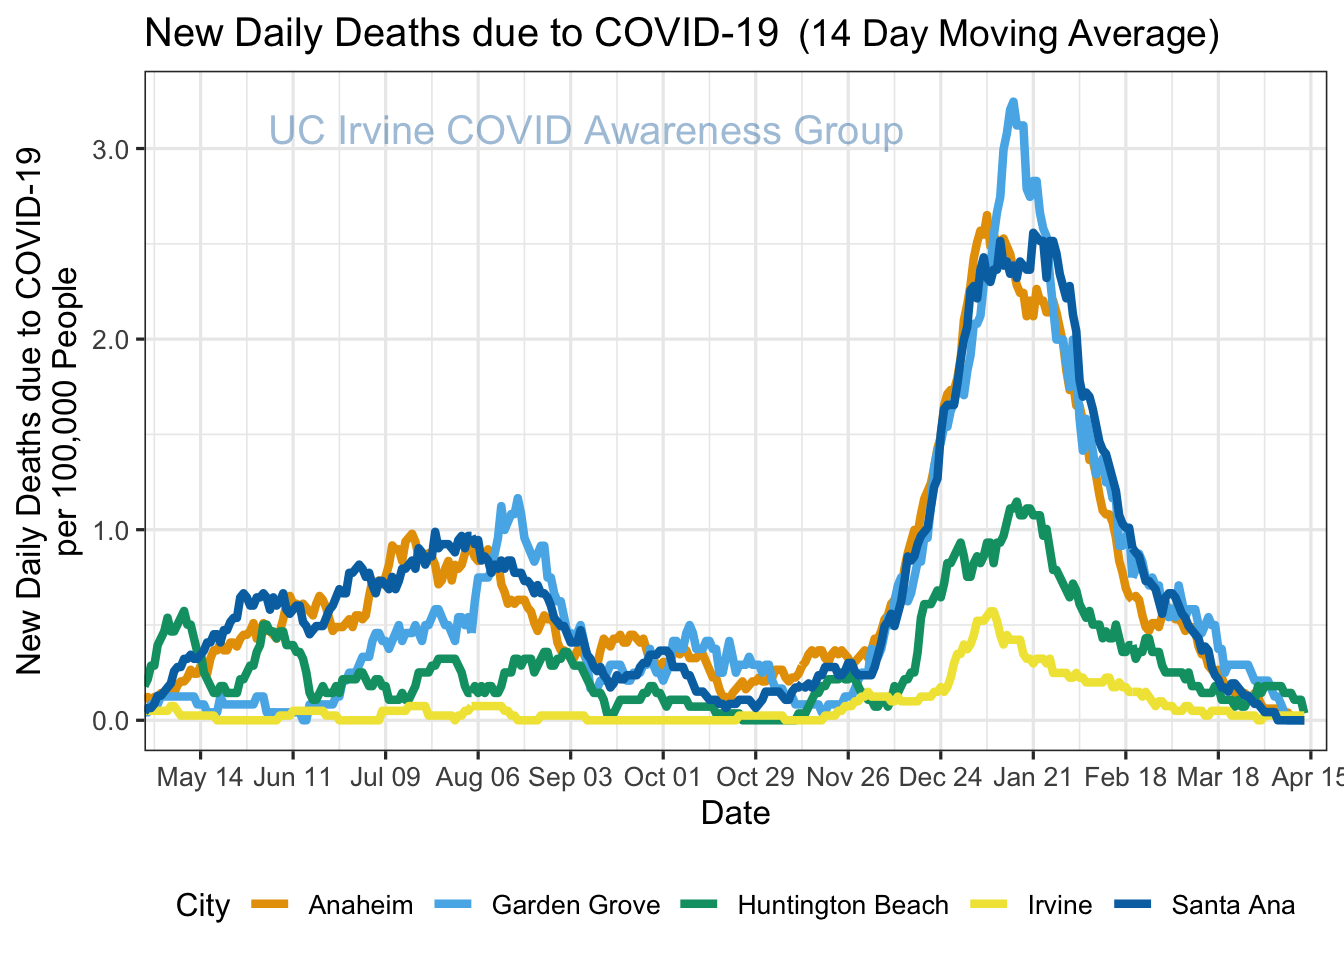 New Daily Deaths due to COVID-19 (14 Day Moving Average)
UC Irvine COVID Awareness Group
New Daily Deaths due to COVID-19
per 100,000 People
3.0
2.0
1.0
0.0
May 14 Jun 11 Jul 09 Aug 06 Sep 03 Oct 01 Oct 29 Nov 26 Dec 24 Jan 21 Feb 18 Mar 18 Apr 15
Date
City Anaheim Garden Grove Huntington Beach Irvine Santa Ana